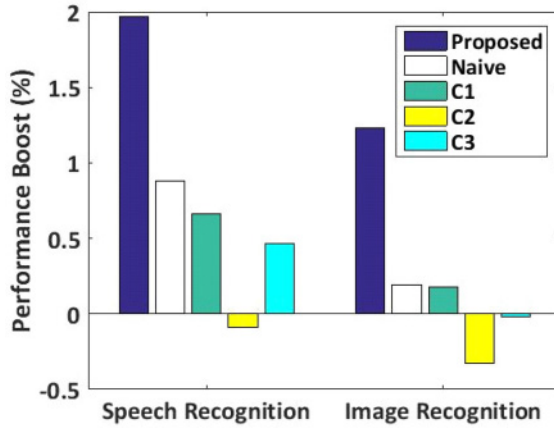 Performance Boost (%)
2
1.5
1
0.5
0
-0.5
Proposed
Naive
C1
C2
C3
Speech Recognition
Image Recognition